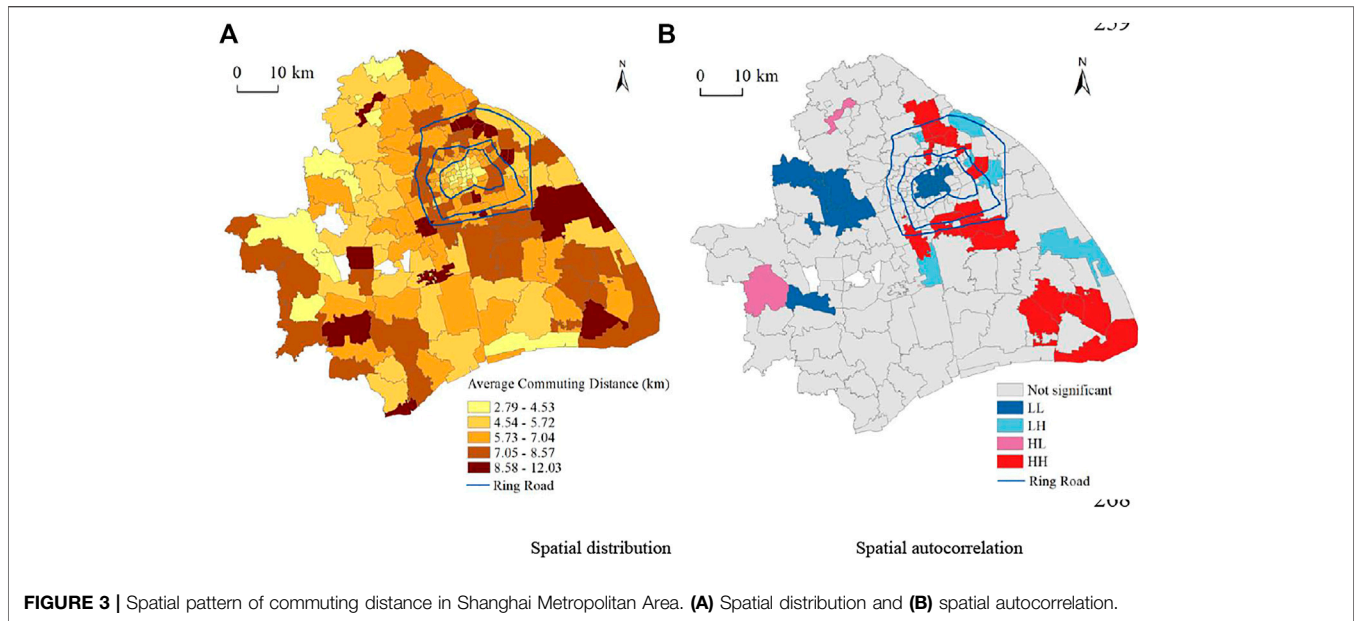 A
B
0 10 km
N
0 10 km
N
Average Commuting Distance (km)
2.79 - 4.53
4.54 - 5.72
5.73 - 7.04
7.05 - 8.57
8.58 - 12.03
Ring Road
Not significant
LL
LH
HL
HH
Ring Road
Spatial distribution
Spatial autocorrelation
FIGURE 3 | Spatial pattern of commuting distance in Shanghai Metropolitan Area. (A) Spatial distribution and (B) spatial autocorrelation.